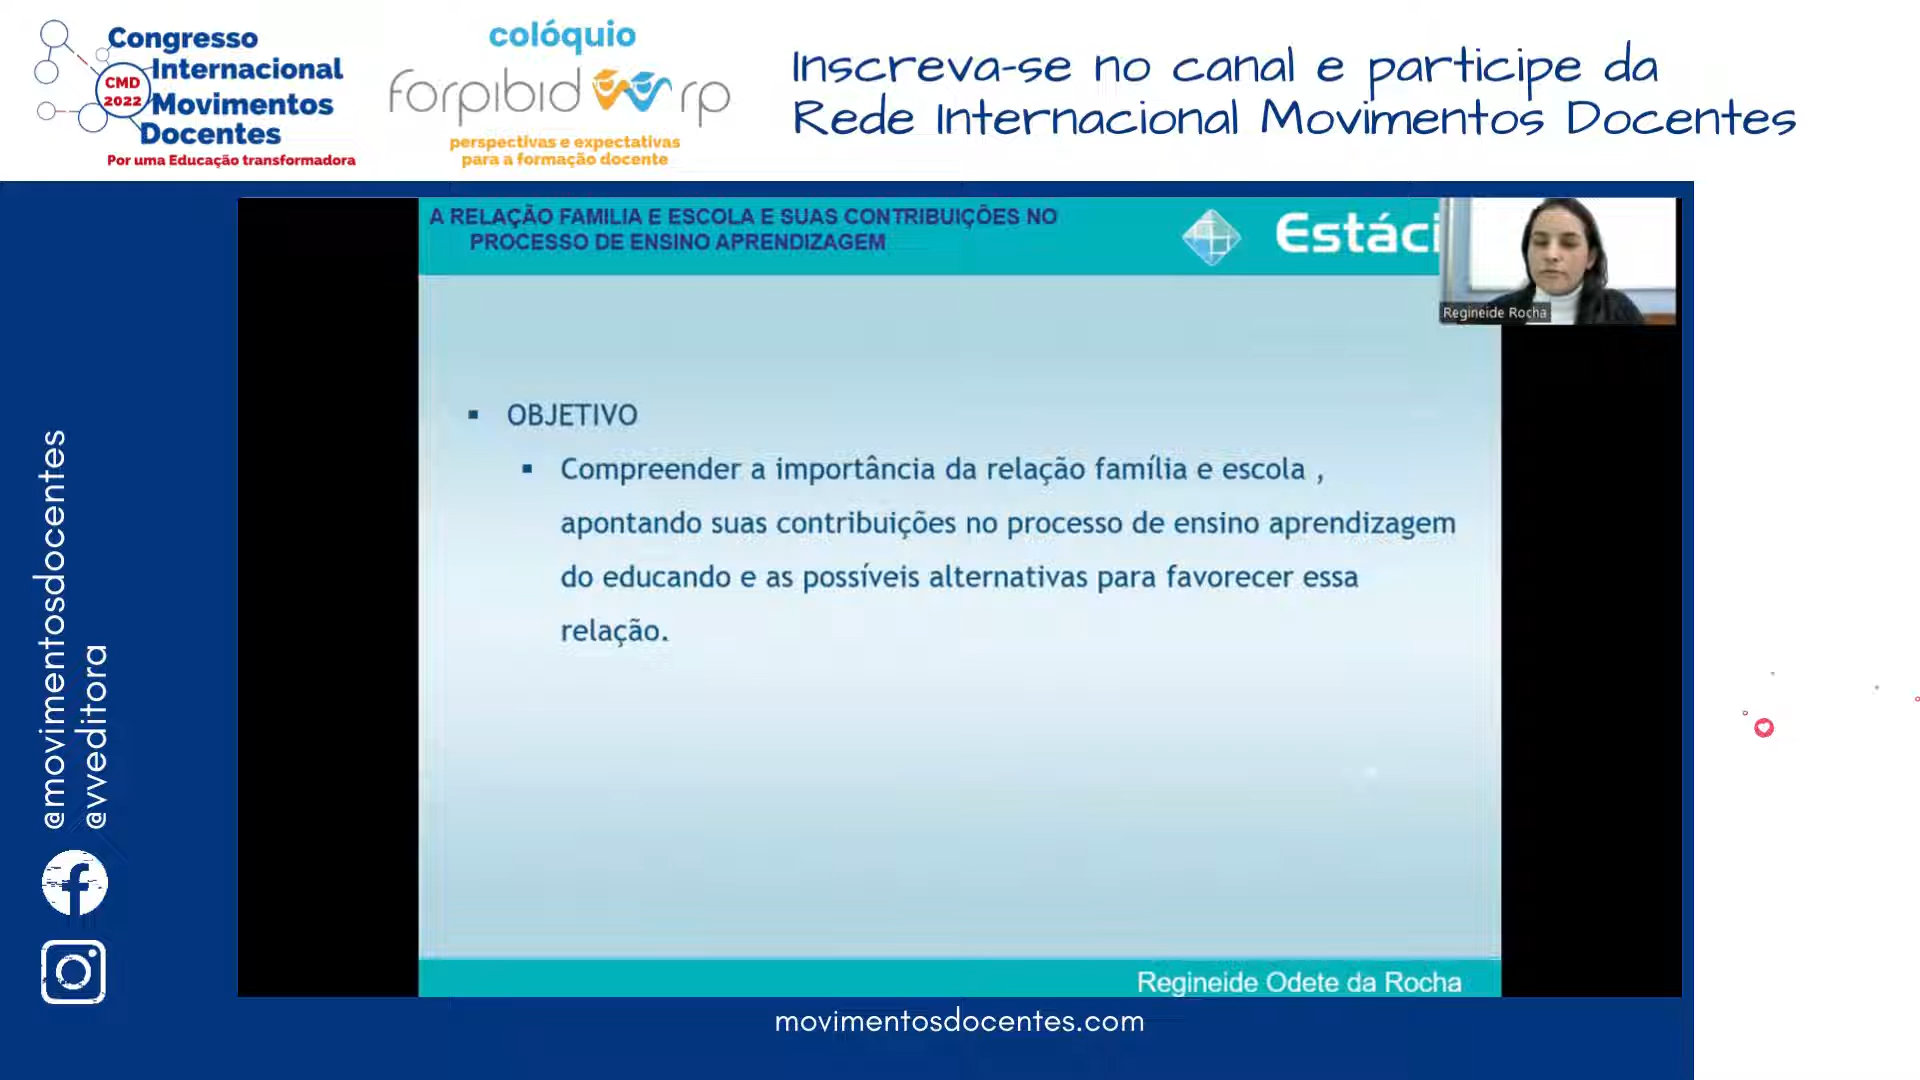 Congresso
Internacional
CMD
2022
Movimentos
Docentes
Por uma Educação transformadora
colóquio
forpibid rp
perspectivas e expectativas
para a formação docente
Inscreva-se no canal e participe da
Rede Internacional Movimentos Docentes
A RELAÇÃO FAMILIA E ESCOLA E SUAS CONTRIBUIÇÕES NO
PROCESSO DE ENSINO APRENDIZAGEM
Estáci
Regineide Rocha
▪ OBJETIVO
▪ Compreender a importância da relação família e escola ,
apontando suas contribuições no processo de ensino aprendizagem
do educando e as possíveis alternativas para favorecer essa
relação.
Regineide Odete da Rocha
@movimentosdocentes
@vveditora
movimentosdocentes.com